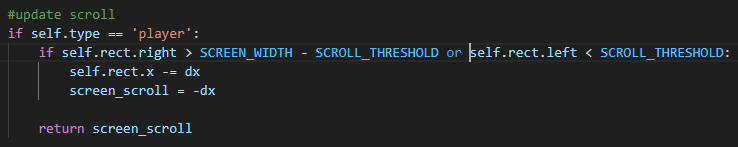 #update scroll
if self.type == 'player':
    if self.rect.right > SCREEN_WIDTH - SCROLL_THRESHOLD or self.rect.left < SCROLL_THRESHOLD:
        self.rect.x -= dx
        screen_scroll = -dx

    return screen_scroll